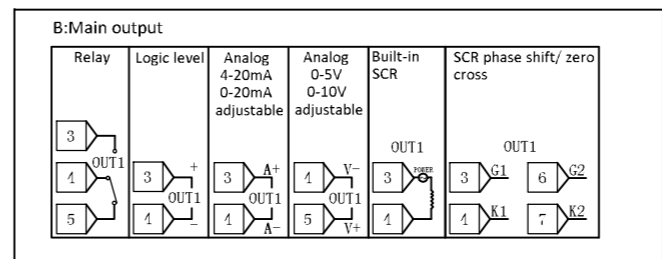 B:Main output
Relay
Logic level
Analog
4-20mA
0-20mA
adjustable
Analog
0-5V
0-10V
adjustable
Built-in
SCR
SCR phase shift/ zero
cross
3
4
5
OUT1
3
4
+
OUT1
-
3
4
A+
OUT1
A-
4
5
V-
OUT1
V+
OUT1
3
4
POWER
OUT1
3 G1
6 G2
4 K1
7 K2